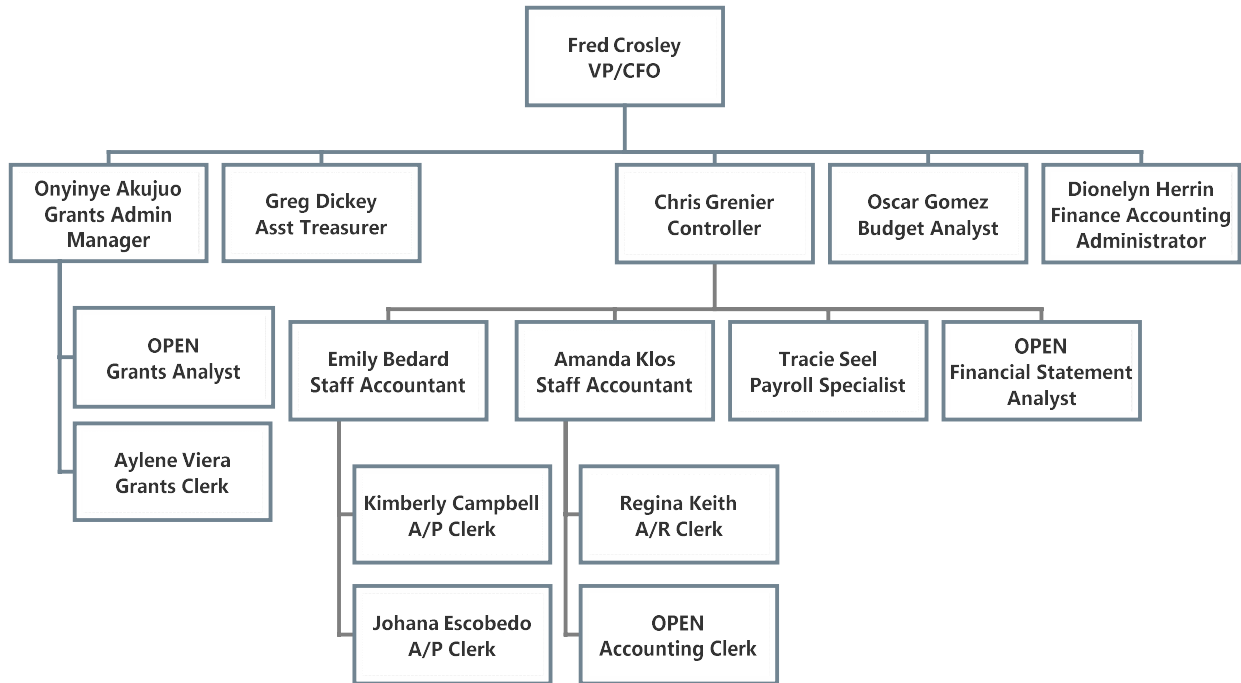 Fred Crosley
VP/CFO
Onyinye Akujuo
Grants Admin
Manager
Greg Dickey
Asst Treasurer
Chris Grenier
Controller
Oscar Gomez
Budget Analyst
Dionelyn Herrin
Finance Accounting
Administrator
OPEN
Grants Analyst
Aylene Viera
Grants Clerk
Emily Bedard
Staff Accountant
Amanda Klos
Staff Accountant
Tracie Seel
Payroll Specialist
OPEN
Financial Statement
Analyst
Kimberly Campbell
A/P Clerk
Regina Keith
A/R Clerk
Johana Escobedo
A/P Clerk
OPEN
Accounting Clerk